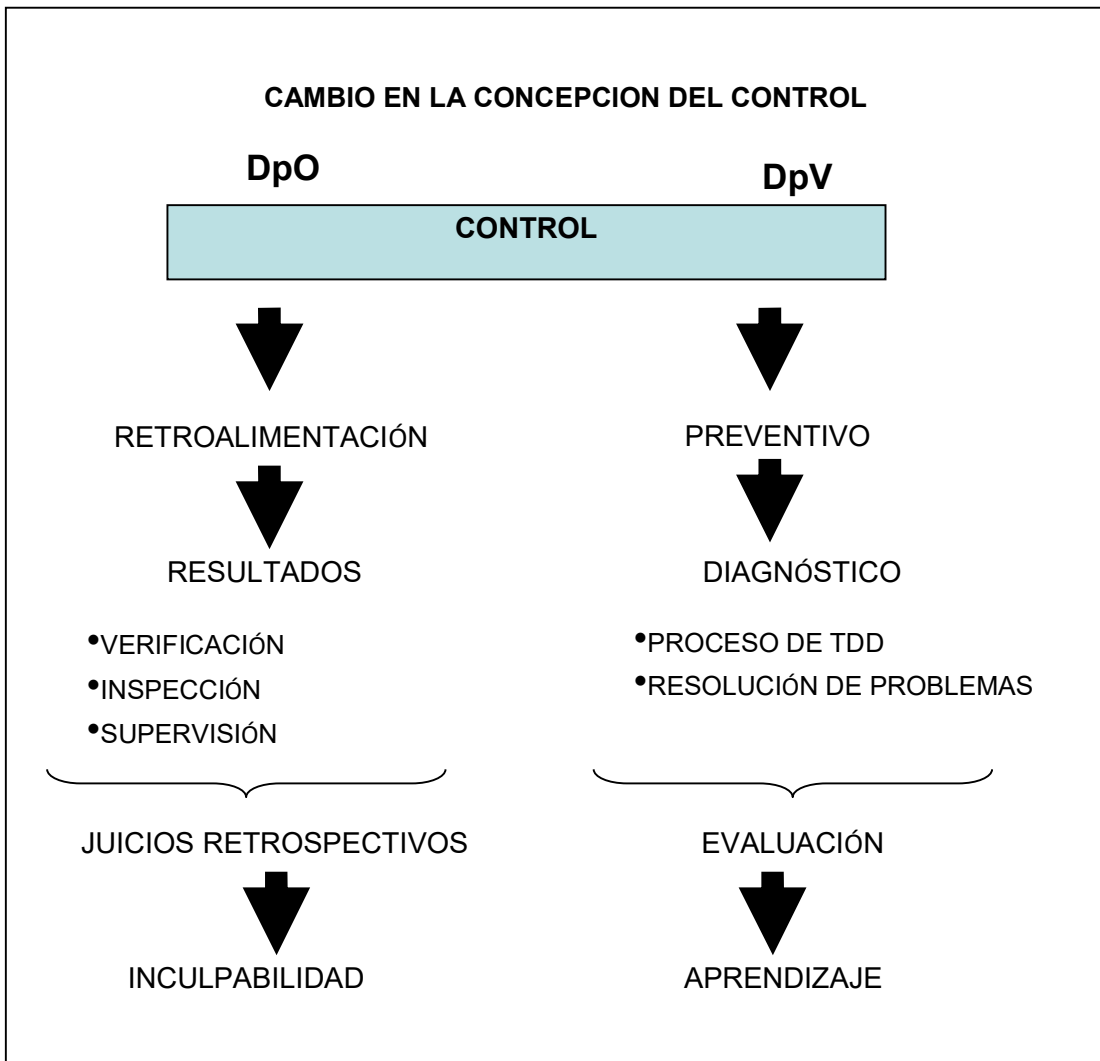 CAMBIO EN LA CONCEPCION DEL CONTROL
DpO
DpV
CONTROL
RETROALIMENTACIÓN
PREVENTIVO
RESULTADOS
DIAGNÓSTICO
•VERIFICACIÓN
•INSPECCIÓN
•SUPERVISIÓN
•PROCESO DE TDD
•RESOLUCIÓN DE PROBLEMAS
JUICIOS RETROSPECTIVOS
EVALUACIÓN
INCULPABILIDAD
APRENDIZAJE